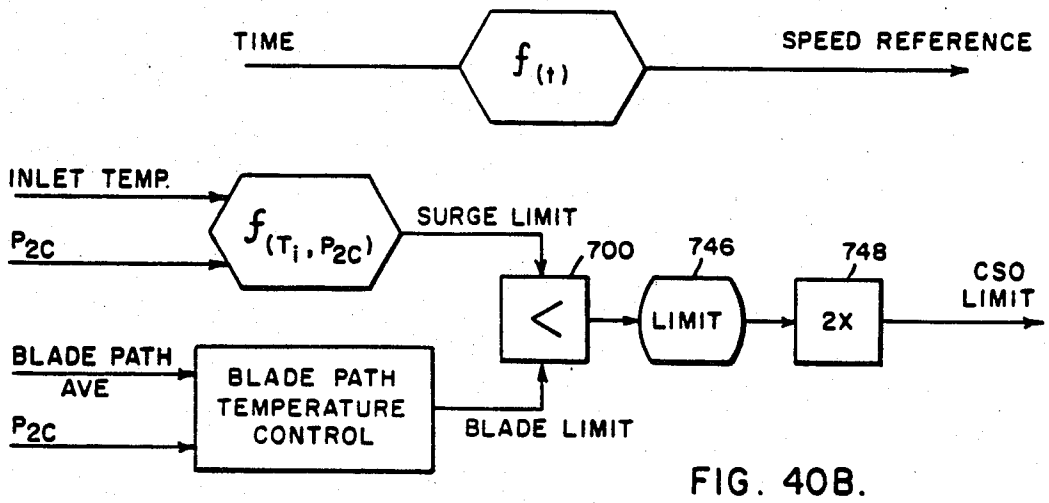 TIME
f(t)
SPEED REFERENCE
INLET TEMP.
P2C
f(Ti, P2C)
SURGE LIMIT
700
746
748
<
LIMIT
2X
CSO
LIMIT
BLADE PATH
AVE
P2C
BLADE PATH
TEMPERATURE
CONTROL
BLADE LIMIT
FIG. 40B.